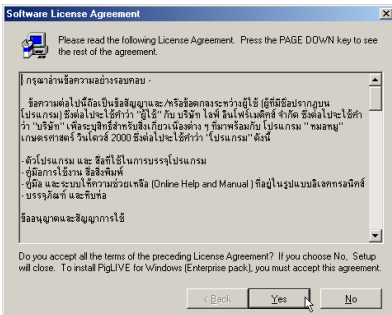 Software License Agreement
Please read the following License Agreement. Press the PAGE DOWN key to see
the rest of the agreement.
กรุณาอ่านข้อความอย่างรอบคอบ -
ข้อความต่อไปนี้ถือเป็นข้อสัญญาและ/หรือข้อตกลงระหว่างผู้ใช้ (ผู้ที่มีชื่อปรากฏบน
โปรแกรม) ซึ่งต่อไปจะใช้คำว่า "ผู้ใช้" กับ บริษัท ไลฟ์ อินโฟร์เมติคส์ จำกัด ซึ่งต่อไปจะใช้คำ
ว่า "บริษัท" เพื่อระบุสิทธิ์สำหรับสิ่งเกี่ยวเนื่องต่าง ๆ ที่มาพร้อมกับ โปรแกรม " หมอหมู"
เกษตรศาสตร์ วินโดวส์ 2000 ซึ่งต่อไปจะใช้คำว่า "โปรแกรม" ดังนี้
- ตัวโปรแกรม และ สื่อที่ใช้ในการบรรจุโปรแกรม
- คู่มือการใช้งาน สื่อสิ่งพิมพ์
- คู่มือ และระบบให้ความช่วยเหลือ (Online Help and Manual ) ที่อยู่ในรูปแบบอิเลคทรอนิคส์
- บรรจุภัณฑ์ และหีบห่อ
ข้ออนุญาตและสัญญาการใช้
Do you accept all the terms of the preceding License Agreement? If you choose No, Setup
will close. To install PigLIVE for Windows (Enterprise pack), you must accept this agreement.
< Back
Yes
No